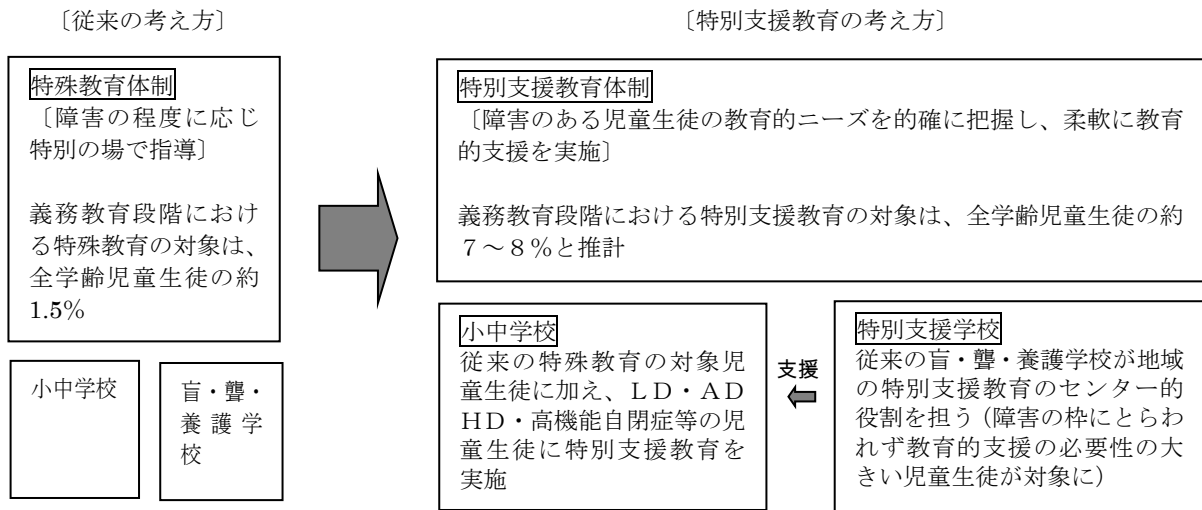 〔従来の考え方〕
〔特別支援教育の考え方〕
特殊教育体制
〔障害の程度に応じ
特別の場で指導〕
義務教育段階におけ
る特殊教育の対象は、
全学齢児童生徒の約
1.5%
小中学校
盲・聾・
養護学
校
特別支援教育体制
〔障害のある児童生徒の教育的ニーズを的確に把握し、柔軟に教育
的支援を実施〕
義務教育段階における特別支援教育の対象は、全学齢児童生徒の約
７～８%と推計
小中学校
従来の特殊教育の対象児
童生徒に加え、ＬＤ・ＡＤ
ＨＤ・高機能自閉症等の児
童生徒に特別支援教育を
実施
支援
特別支援学校
従来の盲・聾・養護学校が地域
の特別支援教育のセンター的
役割を担う（障害の枠にとらわ
れず教育的支援の必要性の大
きい児童生徒が対象に）